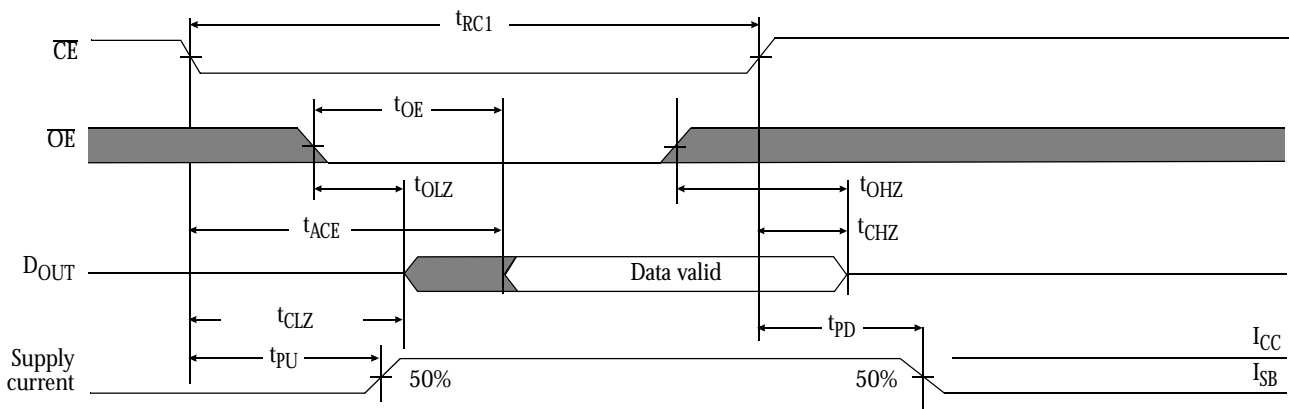 tRC1
CE
tOE
OE
tOLZ
tOHZ
tACE
tCHZ
DOUT
Data valid
tCLZ
tPD
tPU
Supply
current
50%
50%
ICC
ISB